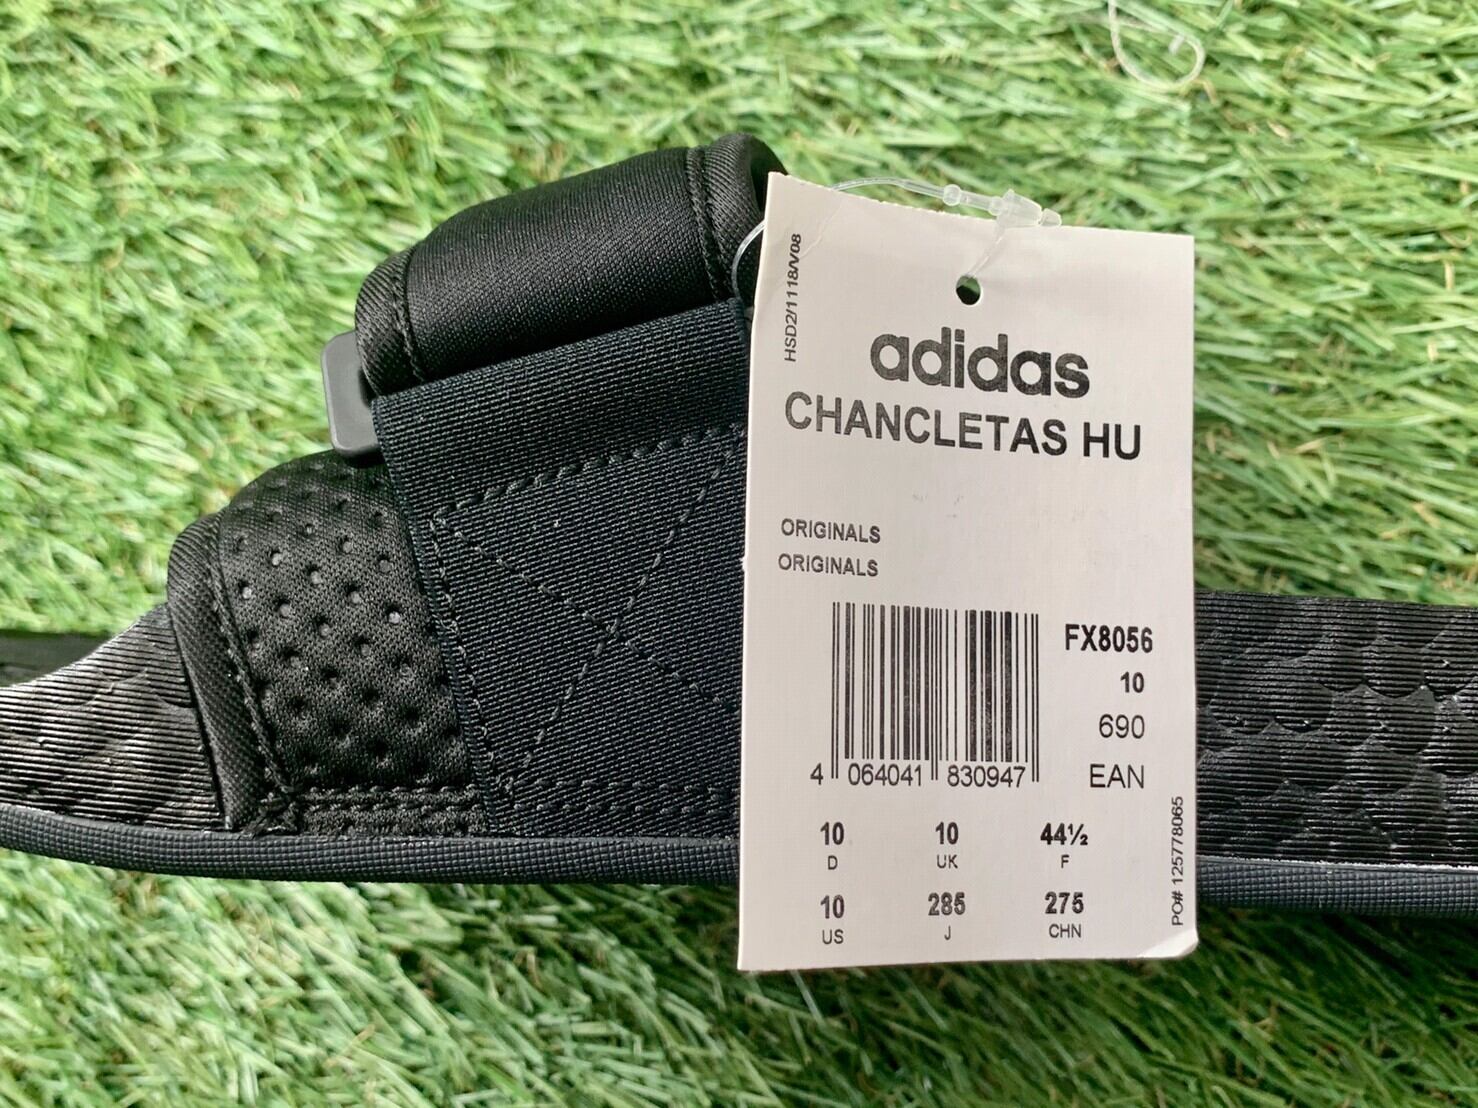 HSD2/1118/V08
adidas
CHANCLETAS HU
ORIGINALS
ORIGINALS
FX8056
10
690
EAN
4 064041 830947
10 10 44½
D UK F
10 285 275
US J CHN
PO# 125778065